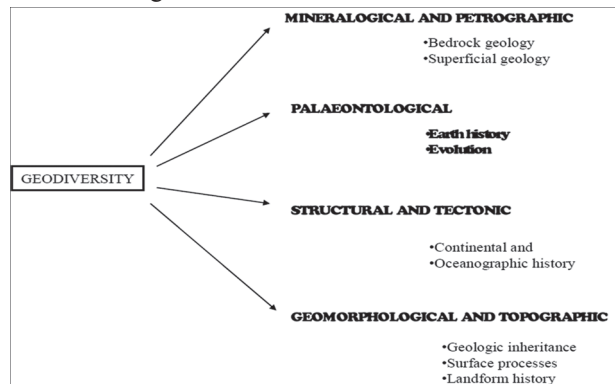 MINERALOGICAL AND PETROGRAPHIC
•Bedrock geology
•Superficial geology
PALAEONTOLOGICAL
•Earth history
•Evolution
GEODIVERSITY
STRUCTURAL AND TECTONIC
•Continental and
•Oceanographic history
GEOMORPHOLOGICAL AND TOPOGRAPHIC
•Geologic inheritance
•Surface processes
•Landform history